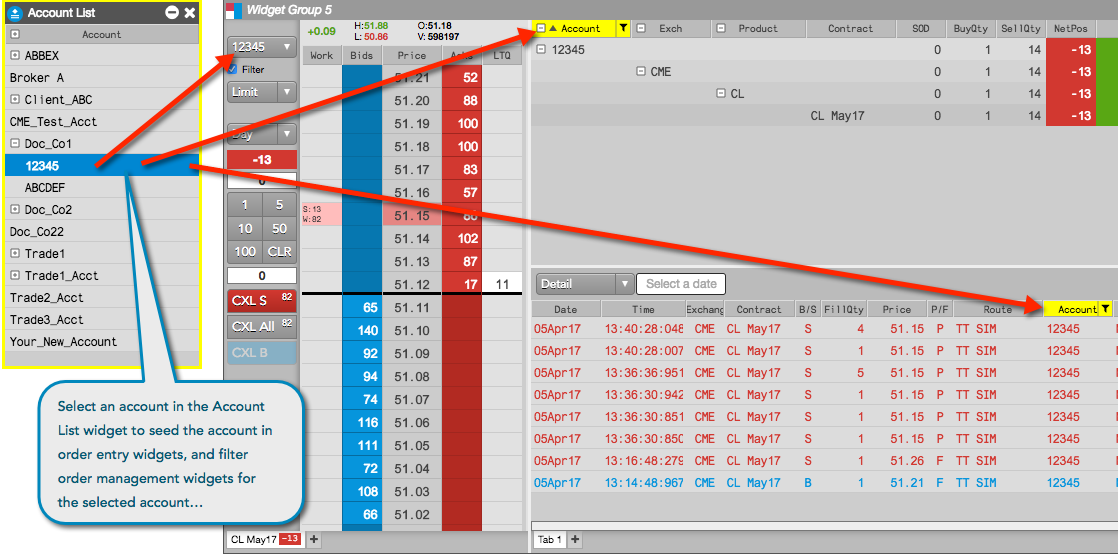 Account List
Account
ABBEX
Broker A
Client_ABC
CME_Test_Acct
Doc_Co1
12345
ABCDEF
Doc_Co2
Doc_Co22
Trade1
Trade1_Acct
Trade2_Acct
Trade3_Acct
Your_New_Account
Select an account in the Account
List widget to seed the account in
order entry widgets, and filter
order management widgets for
the selected account…
Widget Group 5
+0.09 H:51.88 O:51.18
L: 50.86 V: 598197
12345
Filter
Limit
Day
-13
0
1 5
10 50
100 CLR
0
CXL S 82
CXL All 82
CXL B
Work Bids Price Asks LTQ
51.21 52
51.20 88
51.19 100
51.18 100
51.17 83
51.16 57
S:13
W:82
51.15
51.14 102
51.13 87
51.12 17 11
65 51.11
140 51.10
92 51.09
94 51.08
74 51.07
116 51.06
111 51.05
72 51.04
108 51.03
66 51.02
CL May17 -13 +
Account Exch Product Contract SOD BuyQty SellQty NetPos
12345 0 1 14 -13
CME 0 1 14 -13
CL 0 1 14 -13
CL May17 0 1 14 -13
Detail Select a date
Date Time Exchang Contract B/S FillQty Price P/F Route Account
05Apr17 13:40:28:048 CME CL May17 S 4 51.15 P TT SIM 12345
05Apr17 13:40:28:007 CME CL May17 S 1 51.15 P TT SIM 12345
05Apr17 13:36:36:951 CME CL May17 S 5 51.15 P TT SIM 12345
05Apr17 13:36:30:942 CME CL May17 S 1 51.15 P TT SIM 12345
05Apr17 13:36:30:851 CME CL May17 S 1 51.15 P TT SIM 12345
05Apr17 13:36:30:850 CME CL May17 S 1 51.15 P TT SIM 12345
05Apr17 13:16:48:279 CME CL May17 S 1 51.26 F TT SIM 12345
05Apr17 13:14:48:967 CME CL May17 B 1 51.21 F TT SIM 12345
Tab 1 +